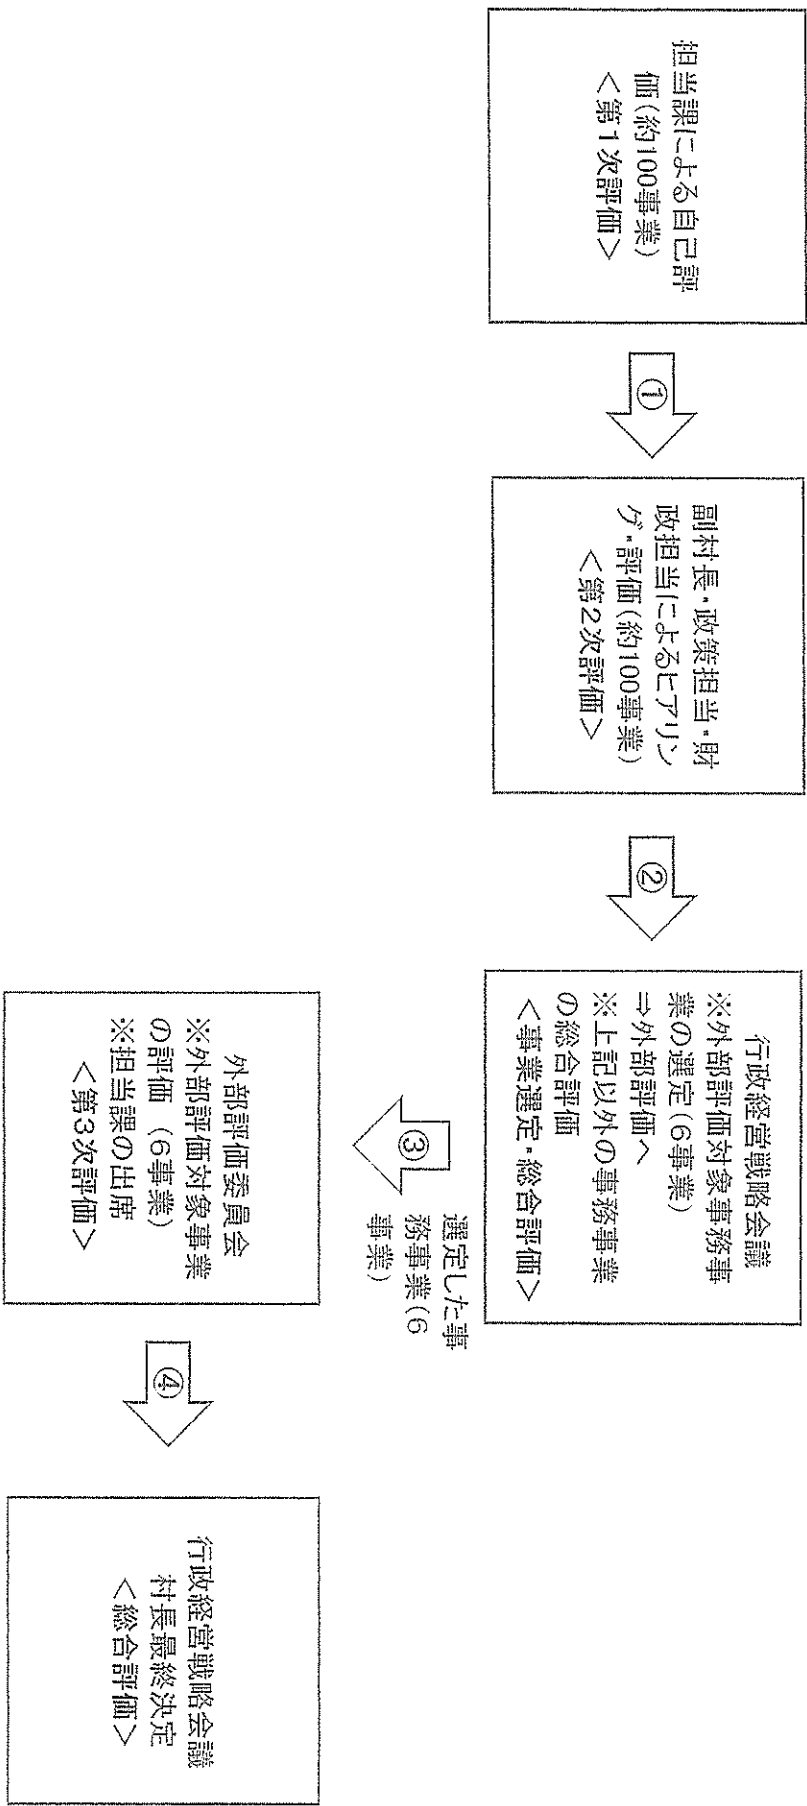 担当課による自己評
価(約100事業)
＜第1次評価＞
①
副村長・政策担当・財
政担当によるヒアリン
グ・評価(約100事業)
＜第2次評価＞
②
行政経営戦略会議
※外部評価対象事務事
業の選定(6事業)
⇒外部評価へ
※上記以外の事務事業
の総合評価
＜事業選定・総合評価＞
③
選定した事
務事業(6
事業)
外部評価委員会
※外部評価対象事業
の評価 (6事業)
※担当課の出席
＜第3次評価＞
④
行政経営戦略会議
村長最終決定
＜総合評価＞